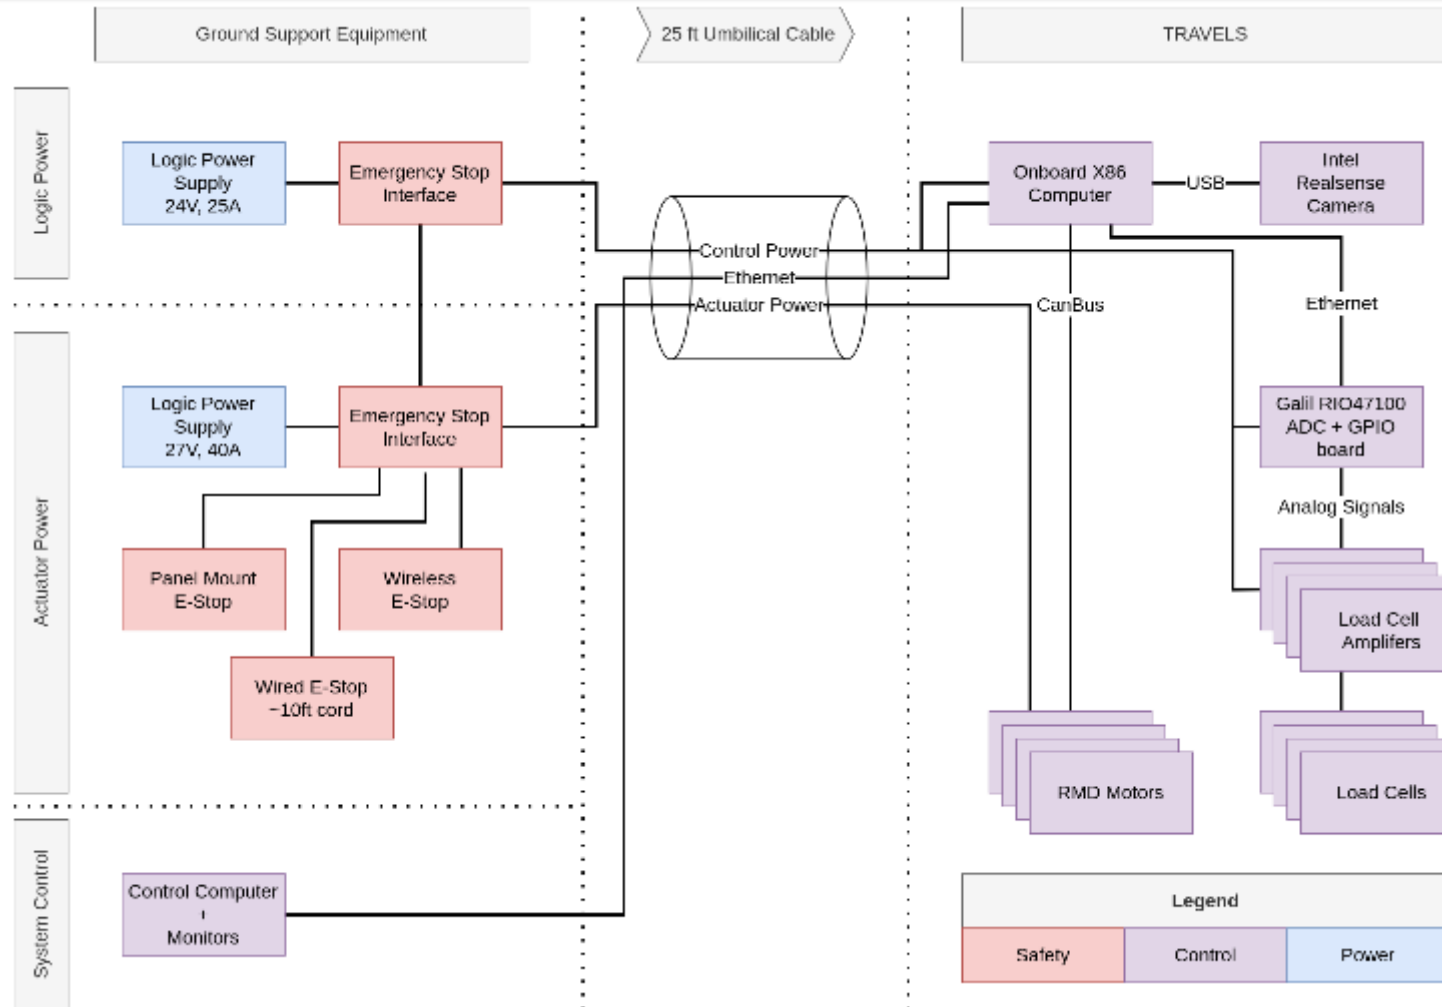 Ground Support Equipment
25 ft Umbilical Cable
TRAVELS
Logic Power
Logic Power
Supply
24V, 25A
Emergency Stop
Interface
Onboard X86
Computer
USB
Intel
Realsense
Camera
Control Power
Ethernet
Actuator Power
CanBus
Ethernet
Actuator Power
Logic Power
Supply
27V, 40A
Emergency Stop
Interface
Galil RIO47100
ADC + GPIO
board
Analog Signals
Panel Mount
E-Stop
Wireless
E-Stop
Load Cell
Amplifers
Wired E-Stop
~10ft cord
RMD Motors
Load Cells
System Control
Control Computer
+
Monitors
Legend
Safety
Control
Power